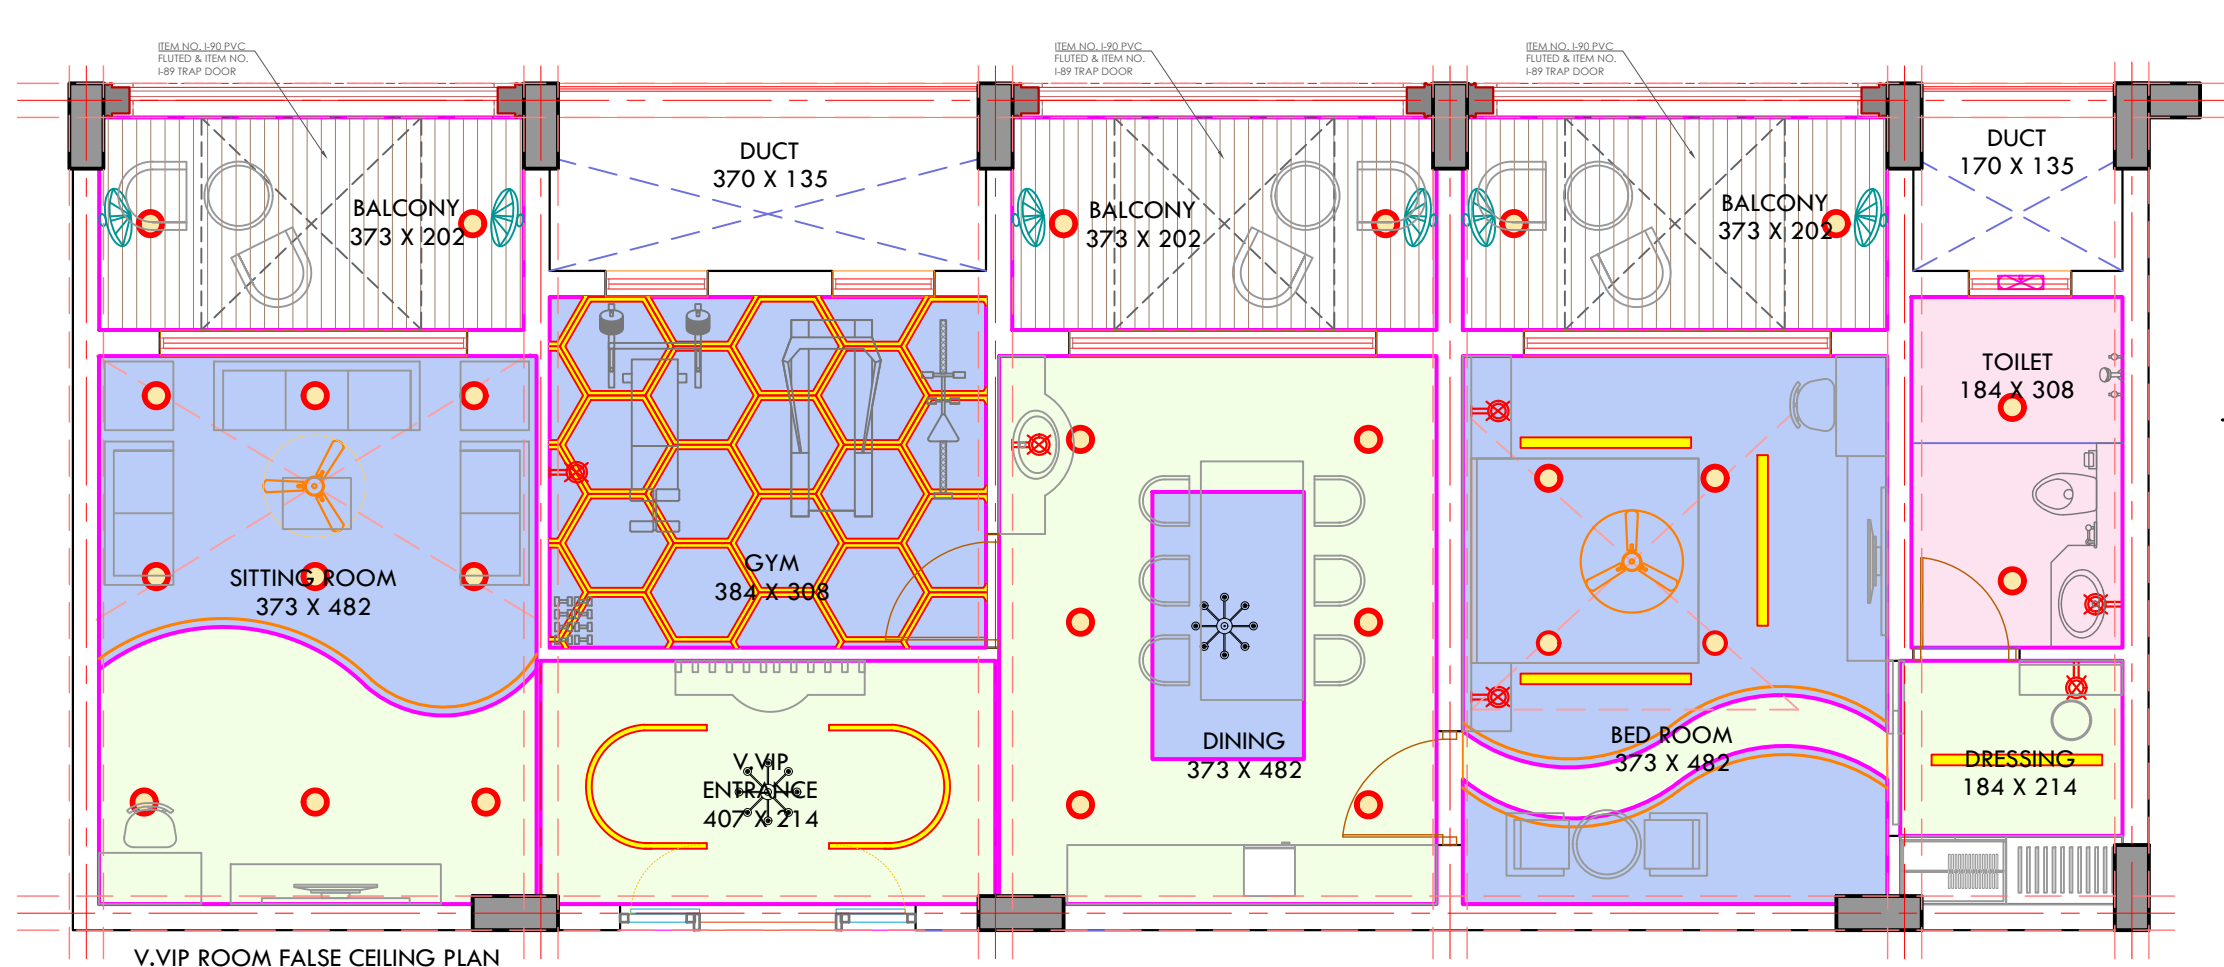 ITEM NO. I-90 PVC
FLUTED & ITEM NO.
I-89 TRAP DOOR
ITEM NO. I-90 PVC
FLUTED & ITEM NO.
I-89 TRAP DOOR
ITEM NO. I-90 PVC
FLUTED & ITEM NO.
I-89 TRAP DOOR
BALCONY
373 X 202
DUCT
370 X 135
BALCONY
373 X 202
BALCONY
373 X 202
DUCT
170 X 135
TOILET
184 X 308
SITTING ROOM
373 X 482
GYM
384 X 308
V.VIP
ENTRANCE
407 X 214
DINING
373 X 482
BED ROOM
373 X 482
DRESSING
184 X 214
V.VIP ROOM FALSE CEILING PLAN